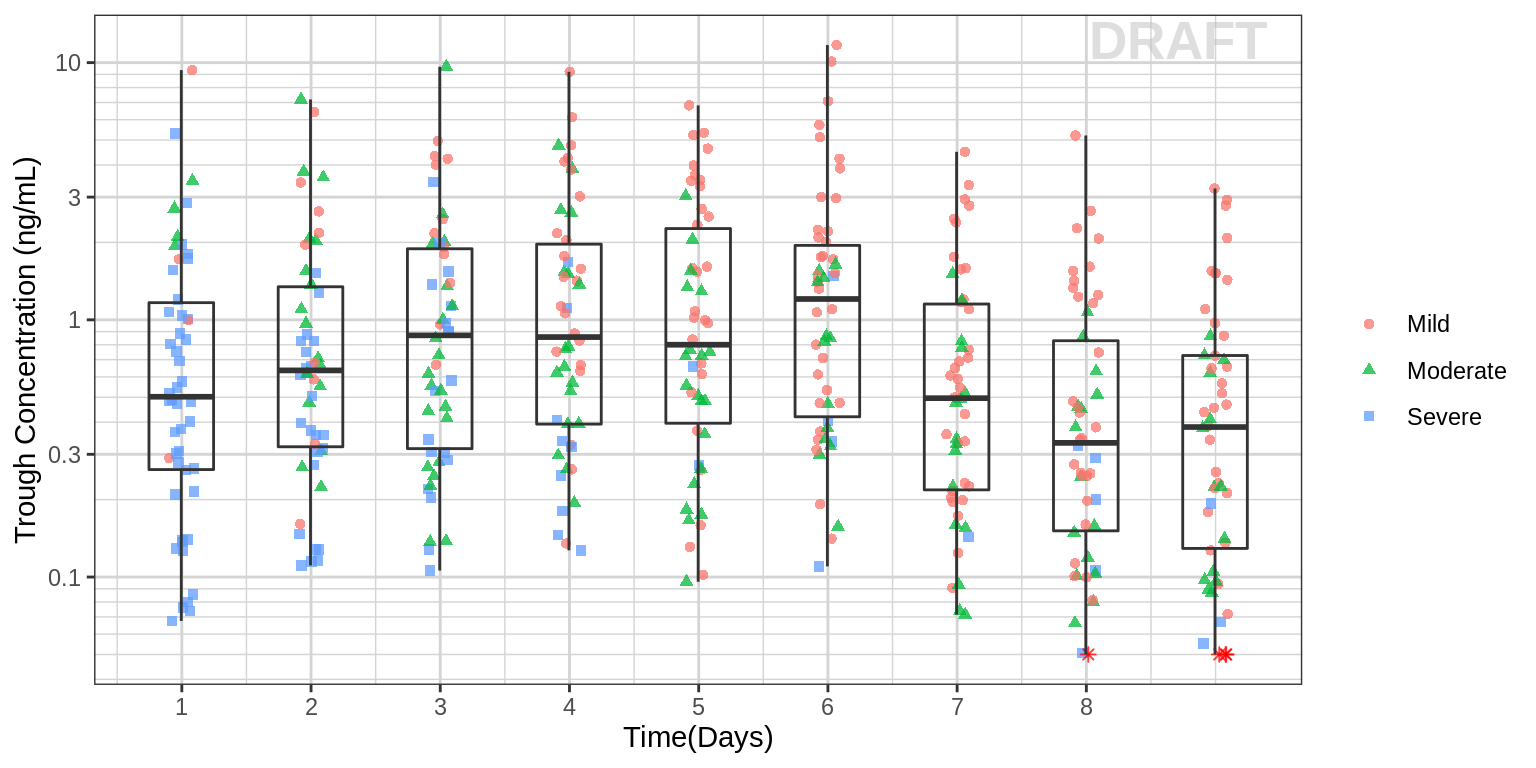 DRAFT
10
3
1
0.3
0.1
Trough Concentration (ng/mL)
1 2 3 4 5 6 7 8
Time(Days)
Mild
Moderate
Severe